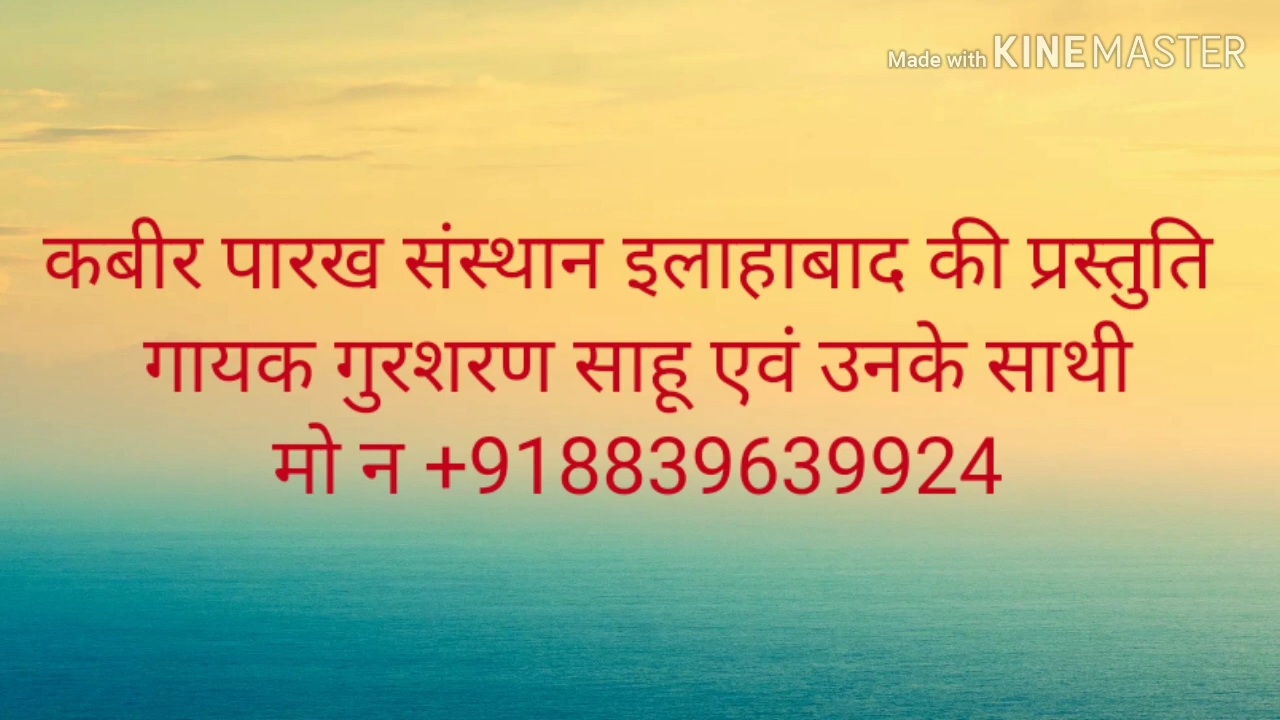 Made with KINEMASTER
कबीर पारख संस्थान इलाहाबाद की प्रस्तुति
गायक गुरशरण साहू एवं उनके साथी
मो न +918839639924